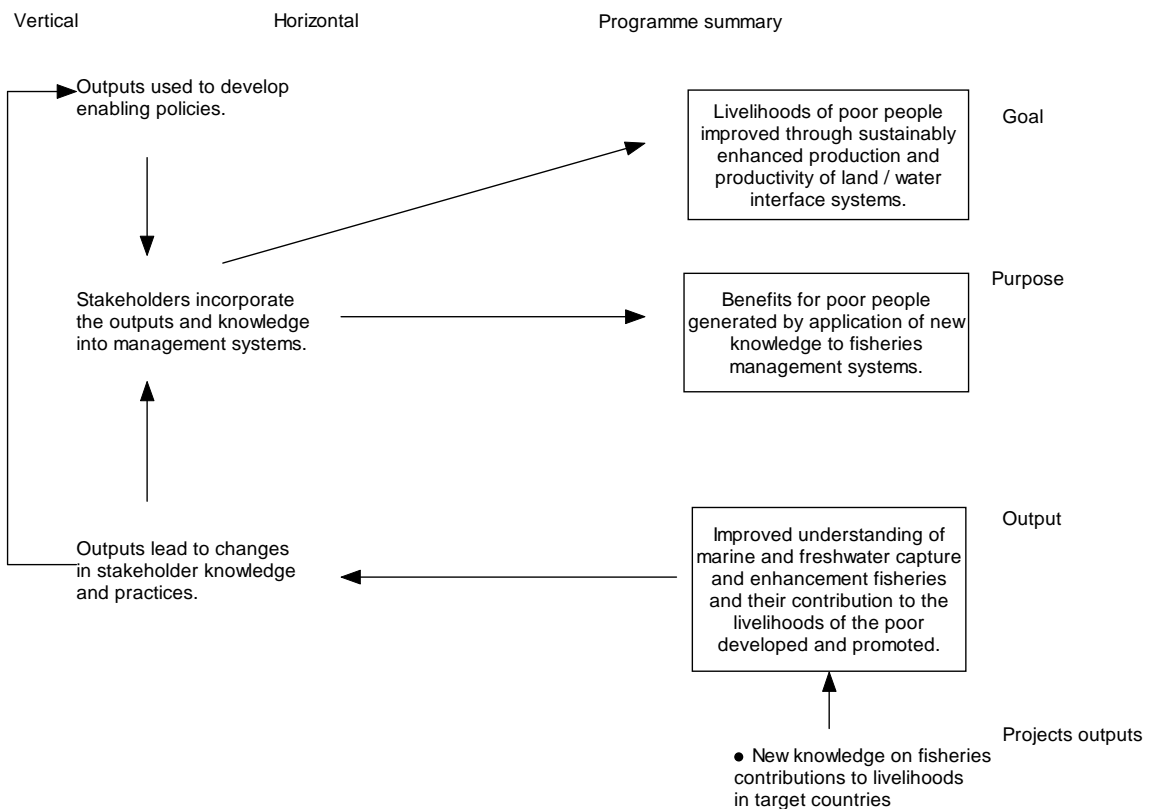 Vertical
Horizontal
Programme summary
Outputs used to develop
enabling policies.
Livelihoods of poor people
improved through sustainably
enhanced production and
productivity of land / water
interface systems.
Goal
Stakeholders incorporate
the outputs and knowledge
into management systems.
Benefits for poor people
generated by application of new
knowledge to fisheries
management systems.
Purpose
Outputs lead to changes
in stakeholder knowledge
and practices.
Improved understanding of
marine and freshwater capture
and enhancement fisheries
and their contribution to the
livelihoods of the poor
developed and promoted.
Output
Projects outputs
● New knowledge on fisheries
contributions to livelihoods
in target countries